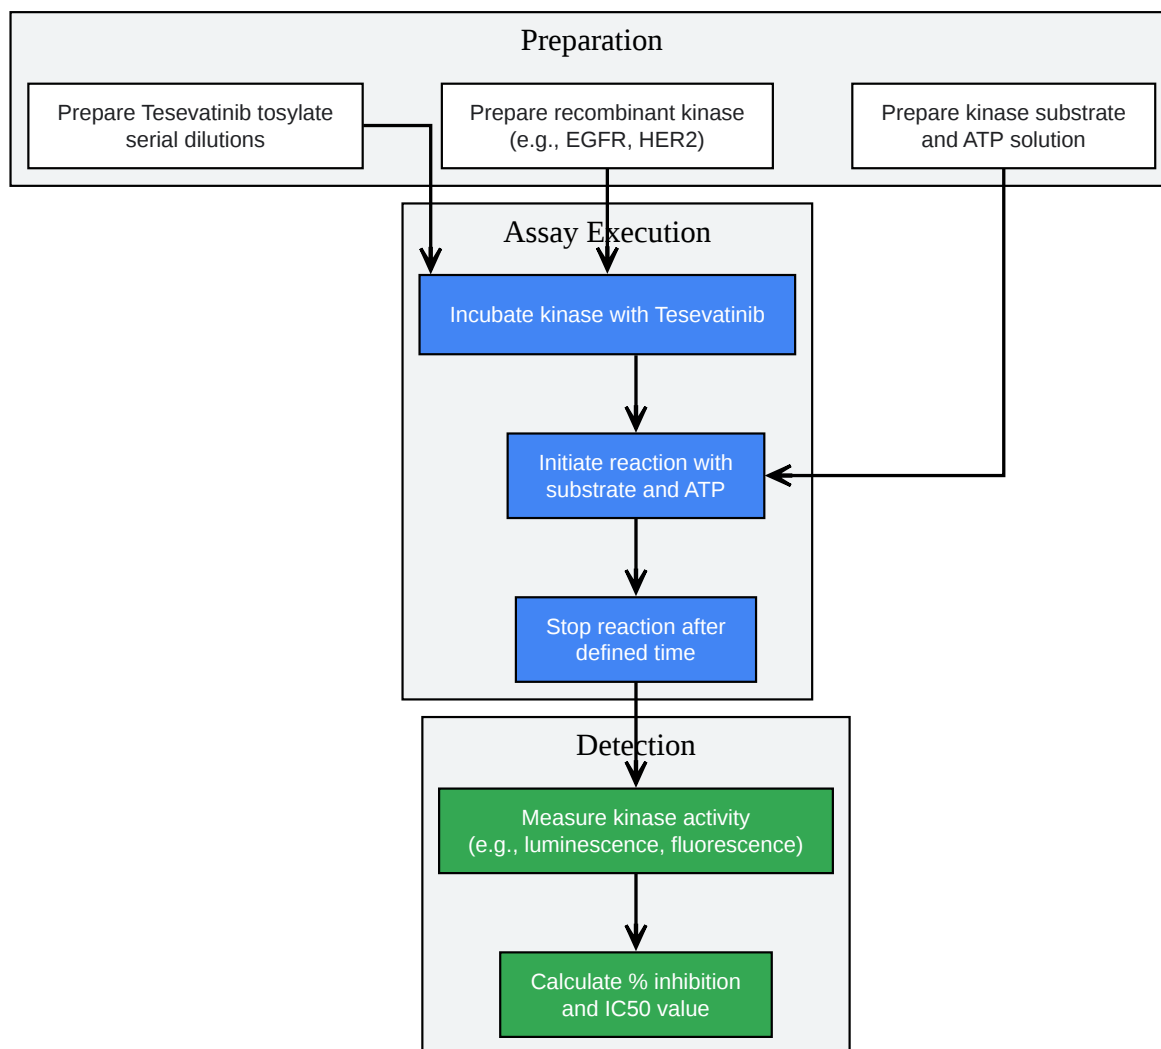 Preparation
Prepare Tesevatinib tosylate
serial dilutions
Prepare recombinant kinase
(e.g., EGFR, HER2)
Prepare kinase substrate
and ATP solution
Assay Execution
Incubate kinase with Tesevatinib
Initiate reaction with
substrate and ATP
Stop reaction after
defined time
Detection
Measure kinase activity
(e.g., luminescence, fluorescence)
Calculate % inhibition
and IC50 value